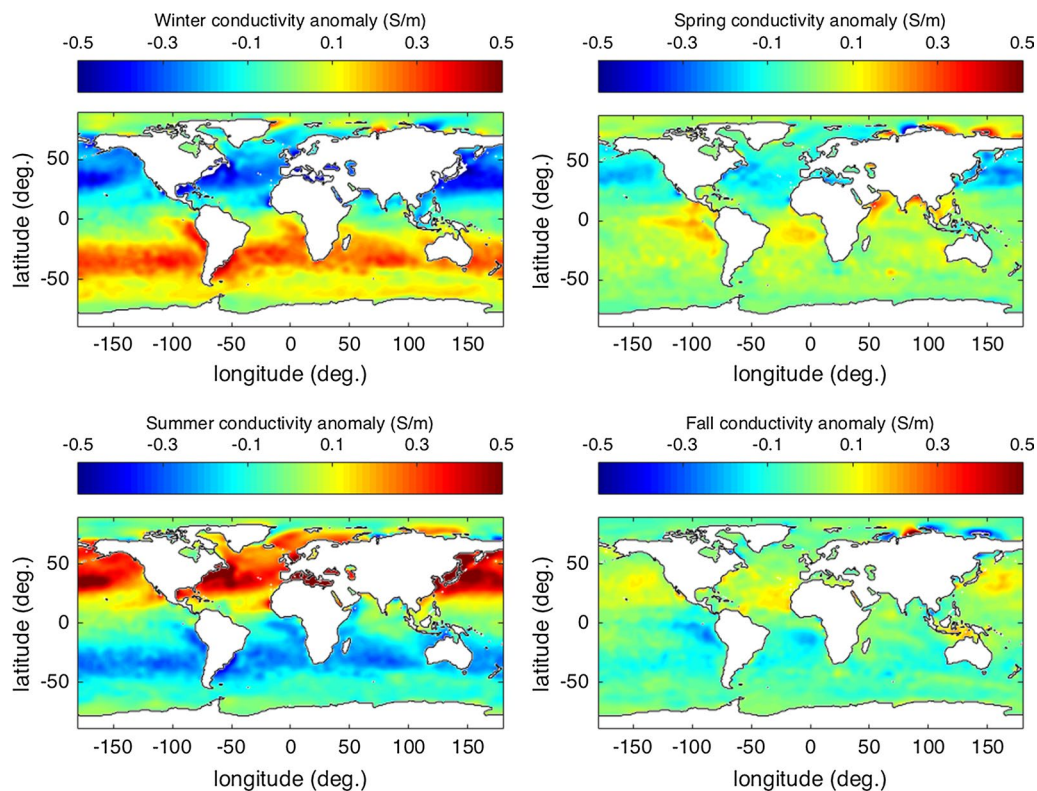 Winter conductivity anomaly (S/m)
-0.5 -0.3 -0.1 0.1 0.3 0.5
50
0
-50
latitude (deg.)
-150 -100 -50 0 50 100 150
longitude (deg.)
Spring conductivity anomaly (S/m)
-0.5 -0.3 -0.1 0.1 0.3 0.5
50
0
-50
latitude (deg.)
-150 -100 -50 0 50 100 150
longitude (deg.)
Summer conductivity anomaly (S/m)
-0.5 -0.3 -0.1 0.1 0.3 0.5
50
0
-50
latitude (deg.)
-150 -100 -50 0 50 100 150
longitude (deg.)
Fall conductivity anomaly (S/m)
-0.5 -0.3 -0.1 0.1 0.3 0.5
50
0
-50
latitude (deg.)
-150 -100 -50 0 50 100 150
longitude (deg.)